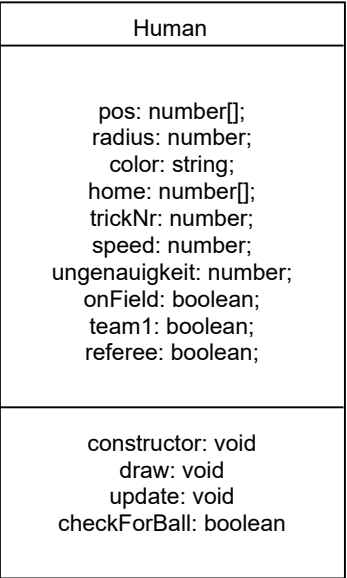 Human
pos: number[];
radius: number;
color: string;
home: number[];
trickNr: number;
speed: number;
ungenauigkeit: number;
onField: boolean;
team1: boolean;
referee: boolean;
constructor: void
draw: void
update: void
checkForBall: boolean